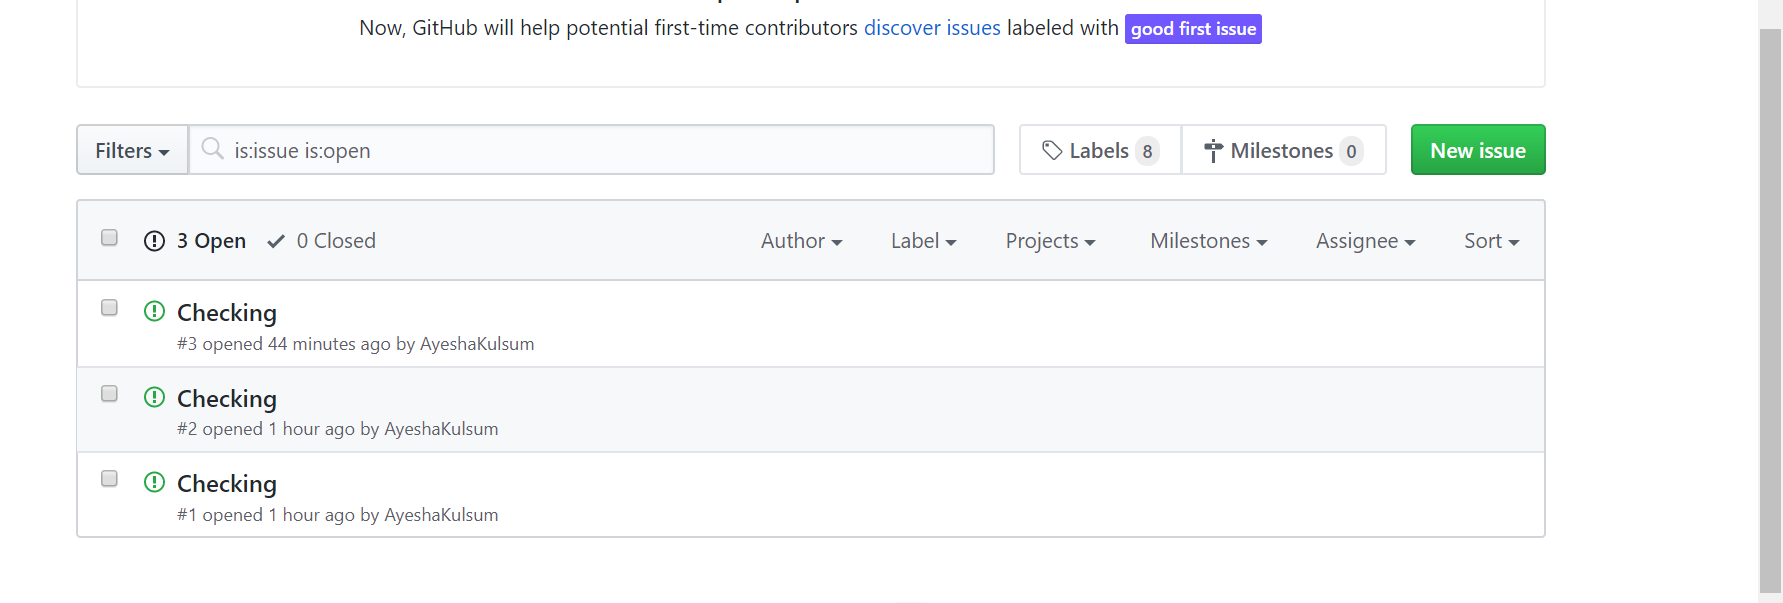 Now, GitHub will help potential first-time contributors discover issues labeled with good first issue
Filters is:issue is:open Labels 8 Milestones 0 New issue
3 Open 0 Closed Author Label Projects Milestones Assignee Sort
Checking
#3 opened 44 minutes ago by AyeshaKulsum
Checking
#2 opened 1 hour ago by AyeshaKulsum
Checking
#1 opened 1 hour ago by AyeshaKulsum